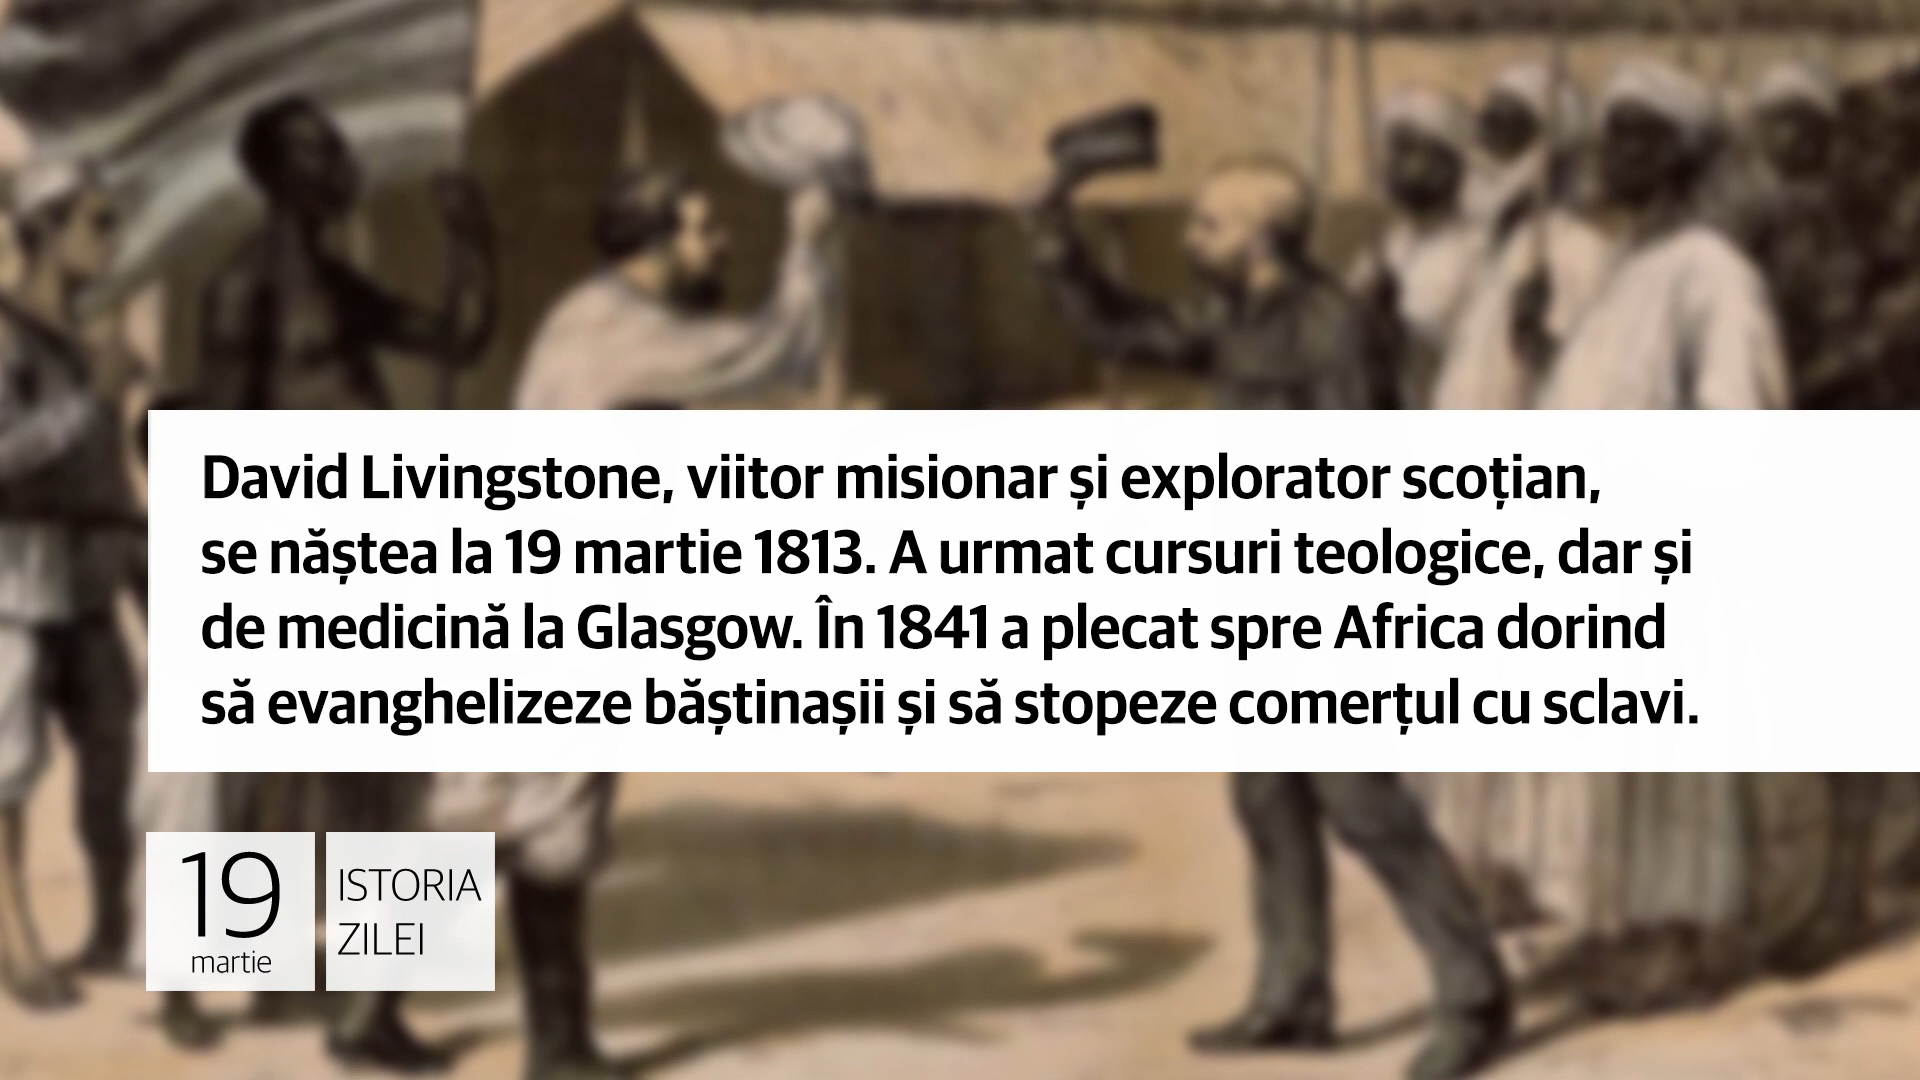 David Livingstone, viitor misionar și explorator scoțian,
se năștea la 19 martie 1813. A urmat cursuri teologice, dar și
de medicină la Glasgow. În 1841 a plecat spre Africa dorind
să evanghelizeze băștinașii și să stopeze comerțul cu sclavi.
19
martie
ISTORIA
ZILEI